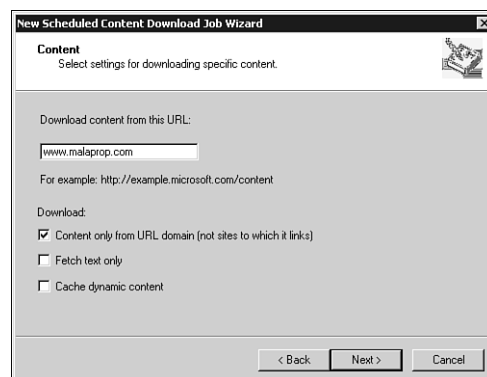 New Scheduled Content Download Job Wizard
Content
Select settings for downloading specific content.
Download content from this URL:
www.malaprop.com
For example: http://example.microsoft.com/content
Download:
Content only from URL domain (not sites to which it links)
Fetch text only
Cache dynamic content
< Back Next > Cancel